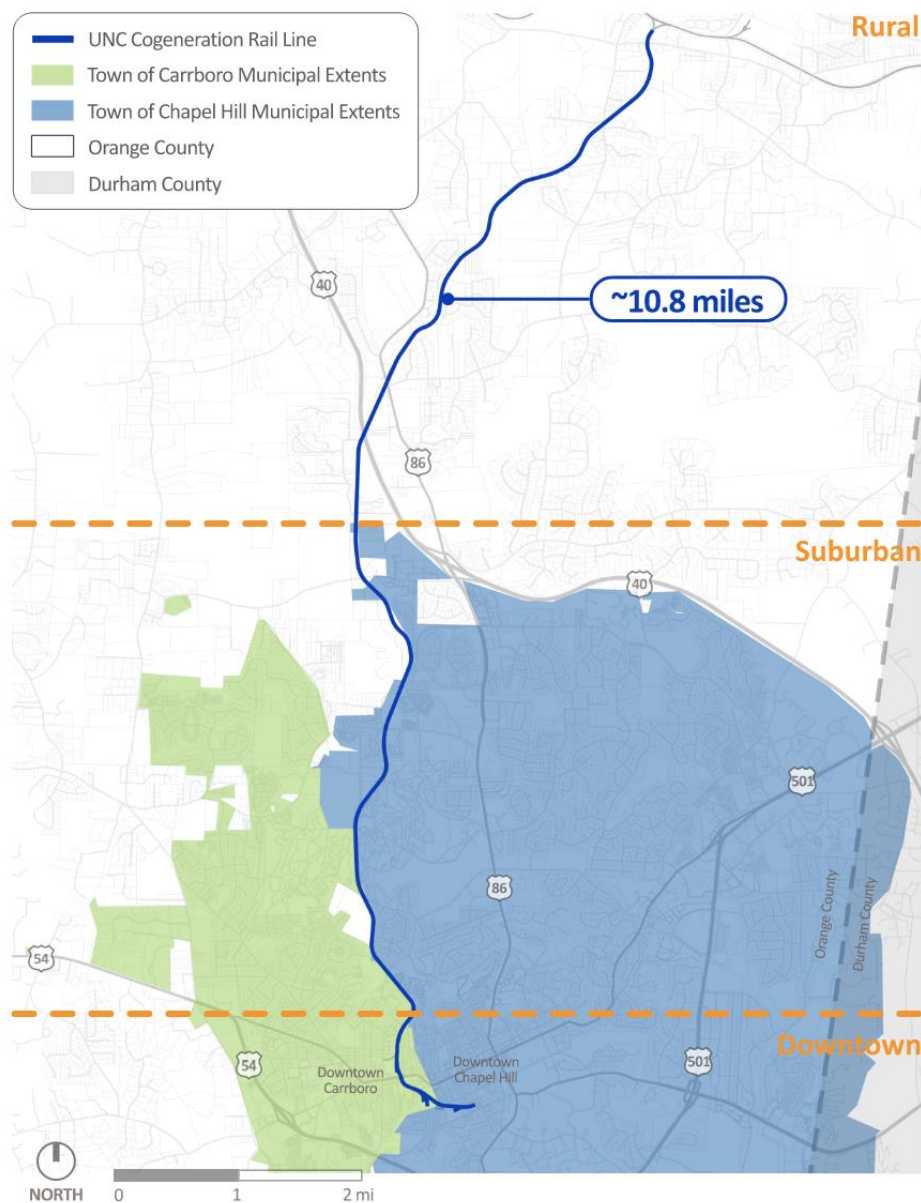 UNC Cogeneration Rail Line
Town of Carrboro Municipal Extents
Town of Chapel Hill Municipal Extents
Orange County
Durham County
Rural
40
~10.8 miles
86
Suburban
40
501
86
Orange County
Durham County
54
Downtown
54
Downtown
Carrboro
Downtown
Chapel Hill
501
NORTH
0
1
2 mi